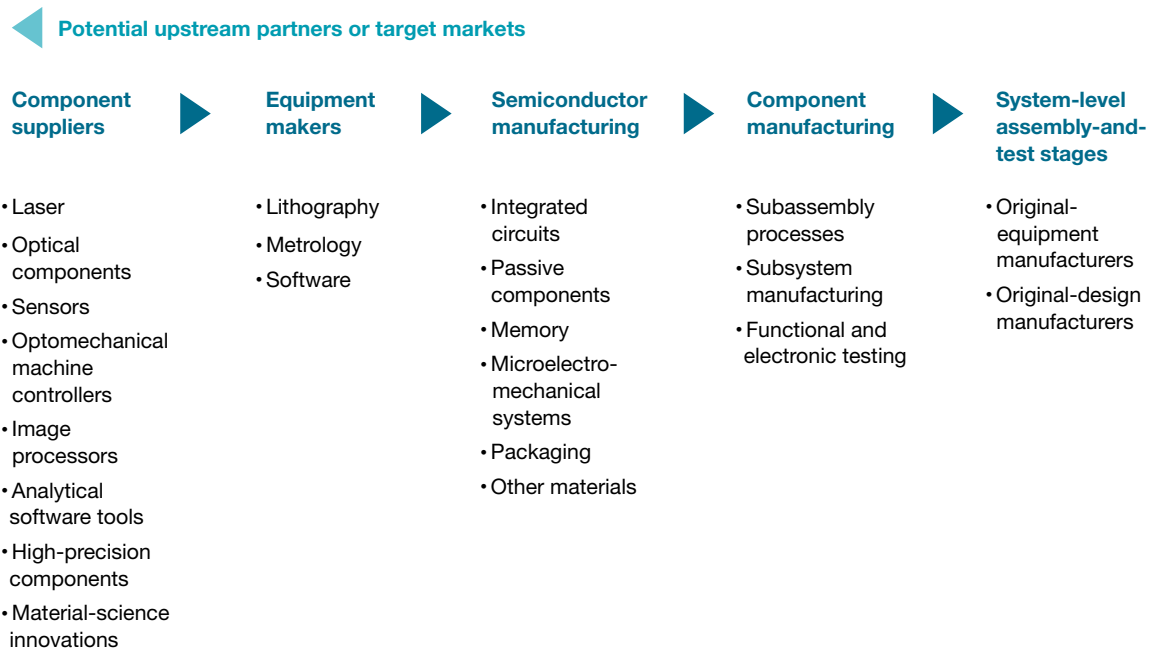 Potential upstream partners or target markets
Component
suppliers
Equipment
makers
Semiconductor
manufacturing
Component
manufacturing
System-level
assembly-and-
test stages
• Laser
• Optical
components
• Sensors
• Optomechanical
machine
controllers
• Image
processors
• Analytical
software tools
• High-precision
components
• Material-science
innovations
• Lithography
• Metrology
• Software
• Integrated
circuits
• Passive
components
• Memory
• Microelectro-
mechanical
systems
• Packaging
• Other materials
• Subassembly
processes
• Subsystem
manufacturing
• Functional and
electronic testing
• Original-
equipment
manufacturers
• Original-design
manufacturers